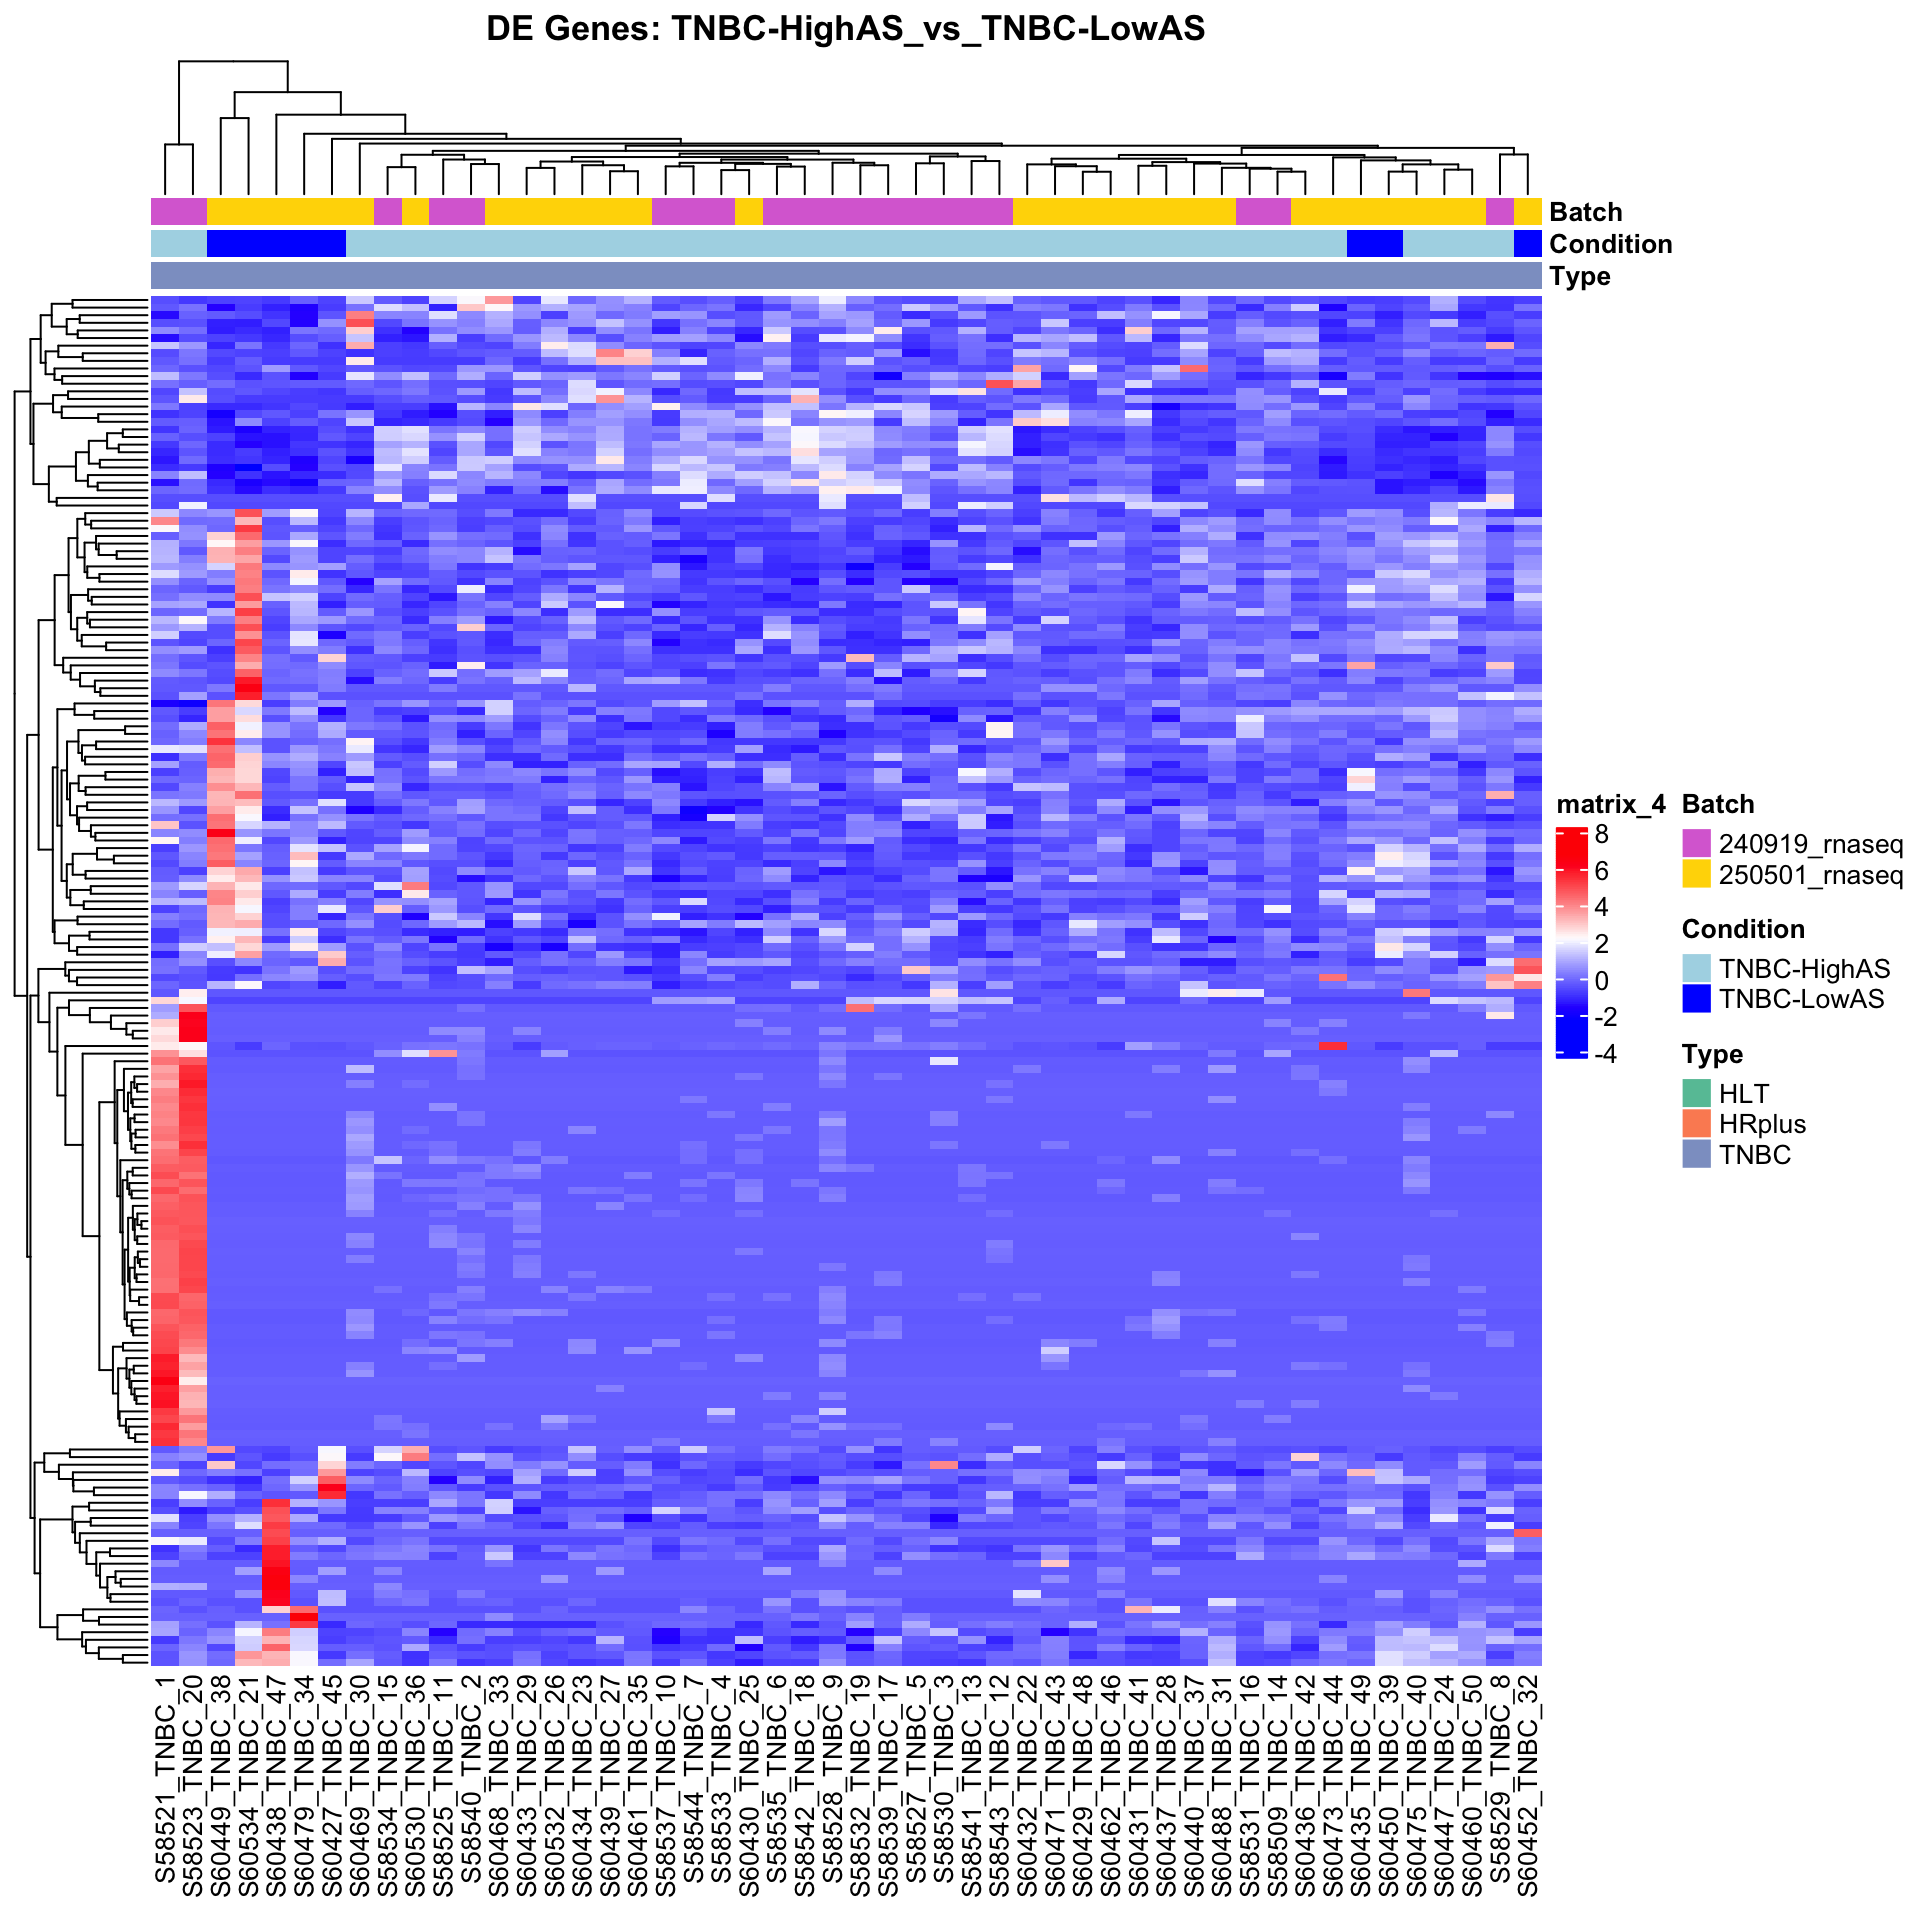 DE Genes: TNBC-HighAS_vs_TNBC-LowAS
Batch
Condition
Type
matrix_4
8
6
4
2
0
-2
-4
Batch
240919_rnaseq
250501_rnaseq
Condition
TNBC-HighAS
TNBC-LowAS
Type
HLT
HRplus
TNBC
S58521_TNBC_1
S58523_TNBC_20
S60449_TNBC_38
S60534_TNBC_21
S60438_TNBC_47
S60479_TNBC_34
S60427_TNBC_45
S60469_TNBC_30
S58534_TNBC_15
S60530_TNBC_36
S58525_TNBC_11
S58540_TNBC_2
S60468_TNBC_33
S60433_TNBC_29
S60532_TNBC_26
S60434_TNBC_23
S60439_TNBC_27
S60461_TNBC_35
S58537_TNBC_10
S58544_TNBC_7
S58533_TNBC_4
S60430_TNBC_25
S58535_TNBC_6
S58542_TNBC_18
S58528_TNBC_9
S58532_TNBC_19
S58539_TNBC_17
S58527_TNBC_5
S58530_TNBC_3
S58541_TNBC_13
S58543_TNBC_12
S60432_TNBC_22
S60471_TNBC_43
S60429_TNBC_48
S60462_TNBC_46
S60431_TNBC_41
S60437_TNBC_28
S60440_TNBC_37
S60488_TNBC_31
S58531_TNBC_16
S58509_TNBC_14
S60436_TNBC_42
S60473_TNBC_44
S60435_TNBC_49
S60450_TNBC_39
S60475_TNBC_40
S60447_TNBC_24
S60460_TNBC_50
S58529_TNBC_8
S60452_TNBC_32